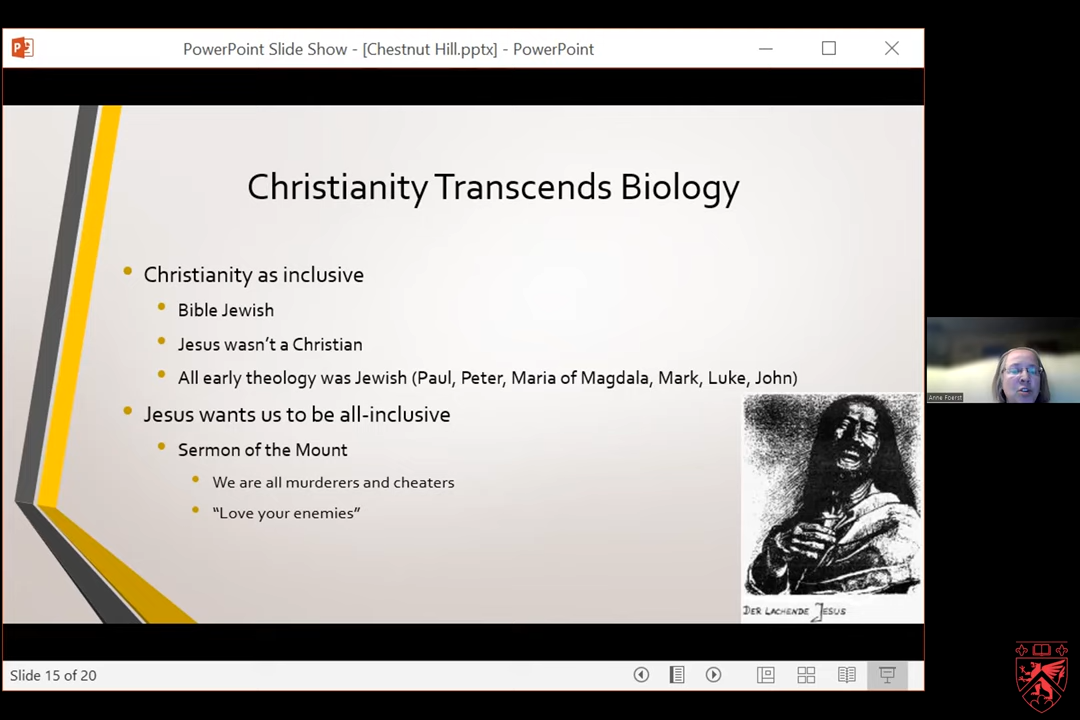 PowerPoint Slide Show - [Chestnut Hill.pptx] - PowerPoint
Christianity Transcends Biology
Christianity as inclusive
Bible Jewish
Jesus wasn't a Christian
All early theology was Jewish (Paul, Peter, Maria of Magdala, Mark, Luke, John)
Jesus wants us to be all-inclusive
Sermon of the Mount
We are all murderers and cheaters
“Love your enemies”
DER LACHENDE JESUS
Anne Foerst
Slide 15 of 20